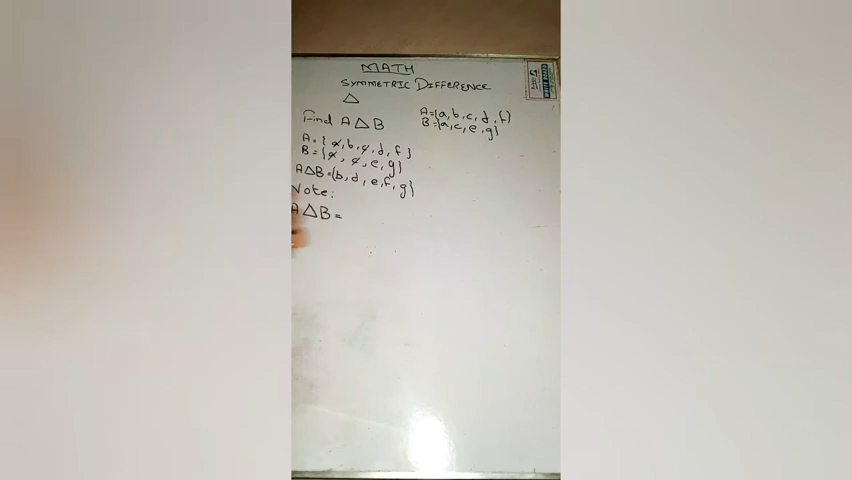 MATH
SYMMETRIC DIFFERENCE
△
Find A △ B
A={a,b,c,d,f}
B={a,c,e,g}
A={a,b,c,d,f}
B={a,c,e,g}
A△B={b,d,e,f,g}
Note:
A△B=